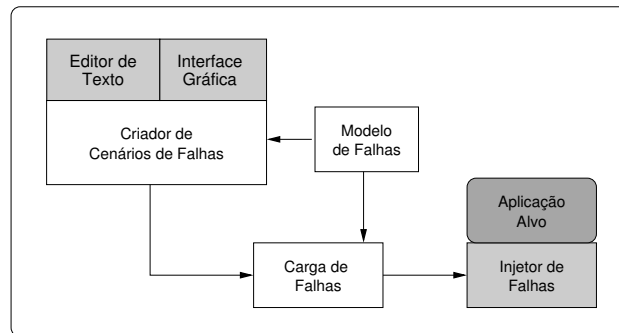 Editor de
Texto
Interface
Gráfica
Criador de
Cenários de Falhas
Modelo
de Falhas
Aplicação
Alvo
Carga de
Falhas
Injetor de
Falhas